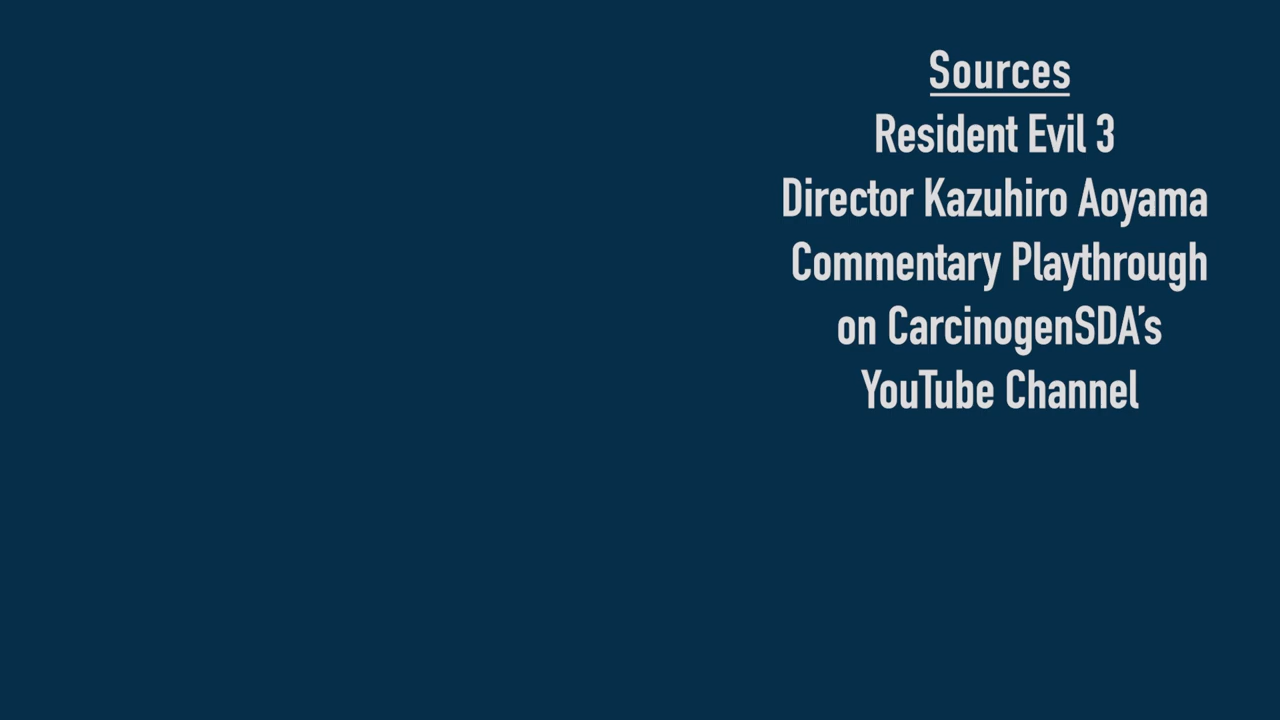 Sources
Resident Evil 3
Director Kazuhiro Aoyama
Commentary Playthrough
on CarcinogenSDA's
YouTube Channel